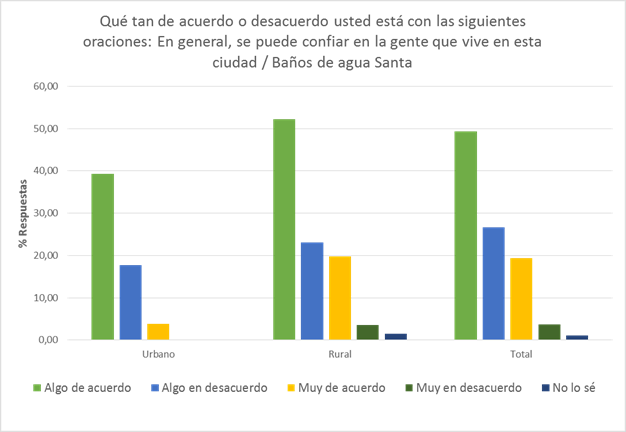 Qué tan de acuerdo o desacuerdo usted está con las siguientes
oraciones: En general, se puede confiar en la gente que vive en esta
ciudad / Baños de agua Santa
60,00
50,00
40,00
30,00
20,00
10,00
0,00
% Respuestas
Urbano Rural Total
Algo de acuerdo Algo en desacuerdo Muy de acuerdo Muy en desacuerdo No lo sé